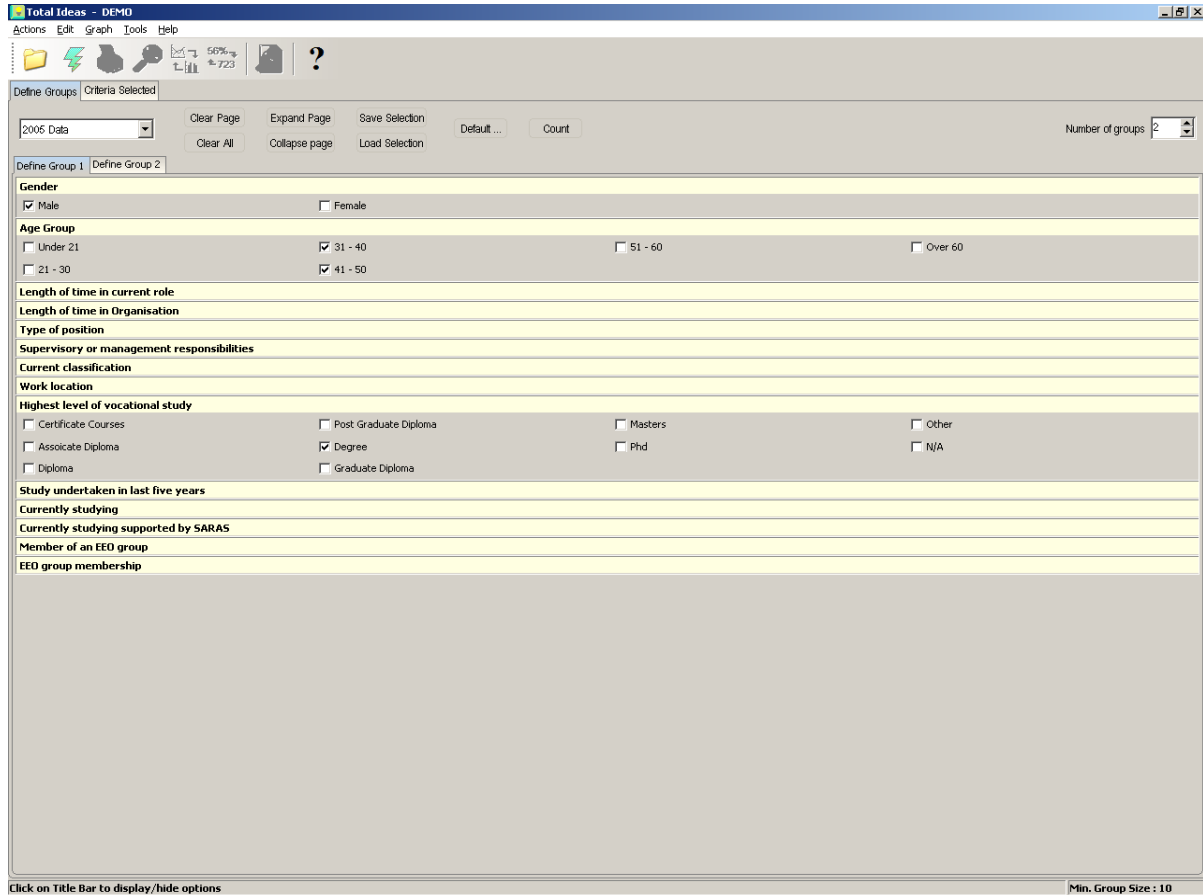 Total Ideas - DEMO
Actions Edit Graph Tools Help
56% 723 ?
Define Groups Criteria Selected
2005 Data Clear Page Expand Page Save Selection Default ... Count Number of groups 2
Clear All Collapse page Load Selection
Define Group 1 Define Group 2
Gender
Male Female
Age Group
Under 21 31 - 40 51 - 60 Over 60
21 - 30 41 - 50
Length of time in current role
Length of time in Organisation
Type of position
Supervisory or management responsibilities
Current classification
Work location
Highest level of vocational study
Certificate Courses Post Graduate Diploma Masters Other
Assoicate Diploma Degree Phd N/A
Diploma Graduate Diploma
Study undertaken in last five years
Currently studying
Currently studying supported by SARAS
Member of an EEO group
EEO group membership
Click on Title Bar to display/hide options Min. Group Size : 10